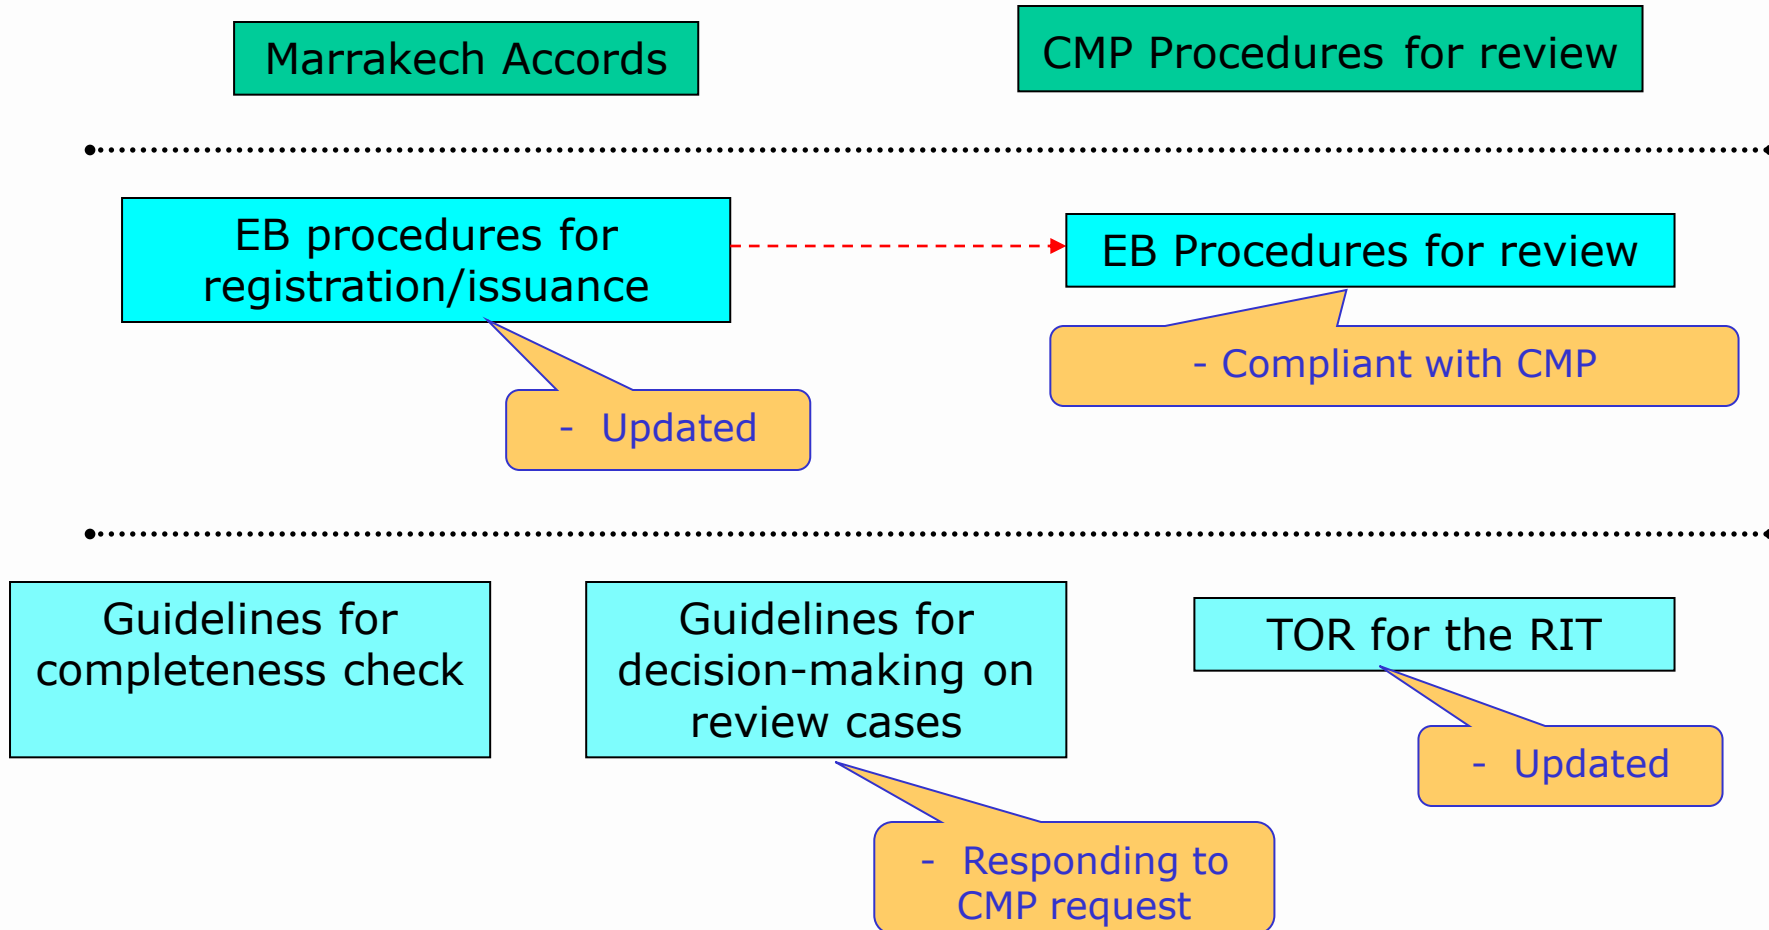 Marrakech Accords
CMP Procedures for review
EB procedures for
registration/issuance
EB Procedures for review
- Compliant with CMP
- Updated
Guidelines for
completeness check
Guidelines for
decision-making on
review cases
TOR for the RIT
- Updated
- Responding to
CMP request